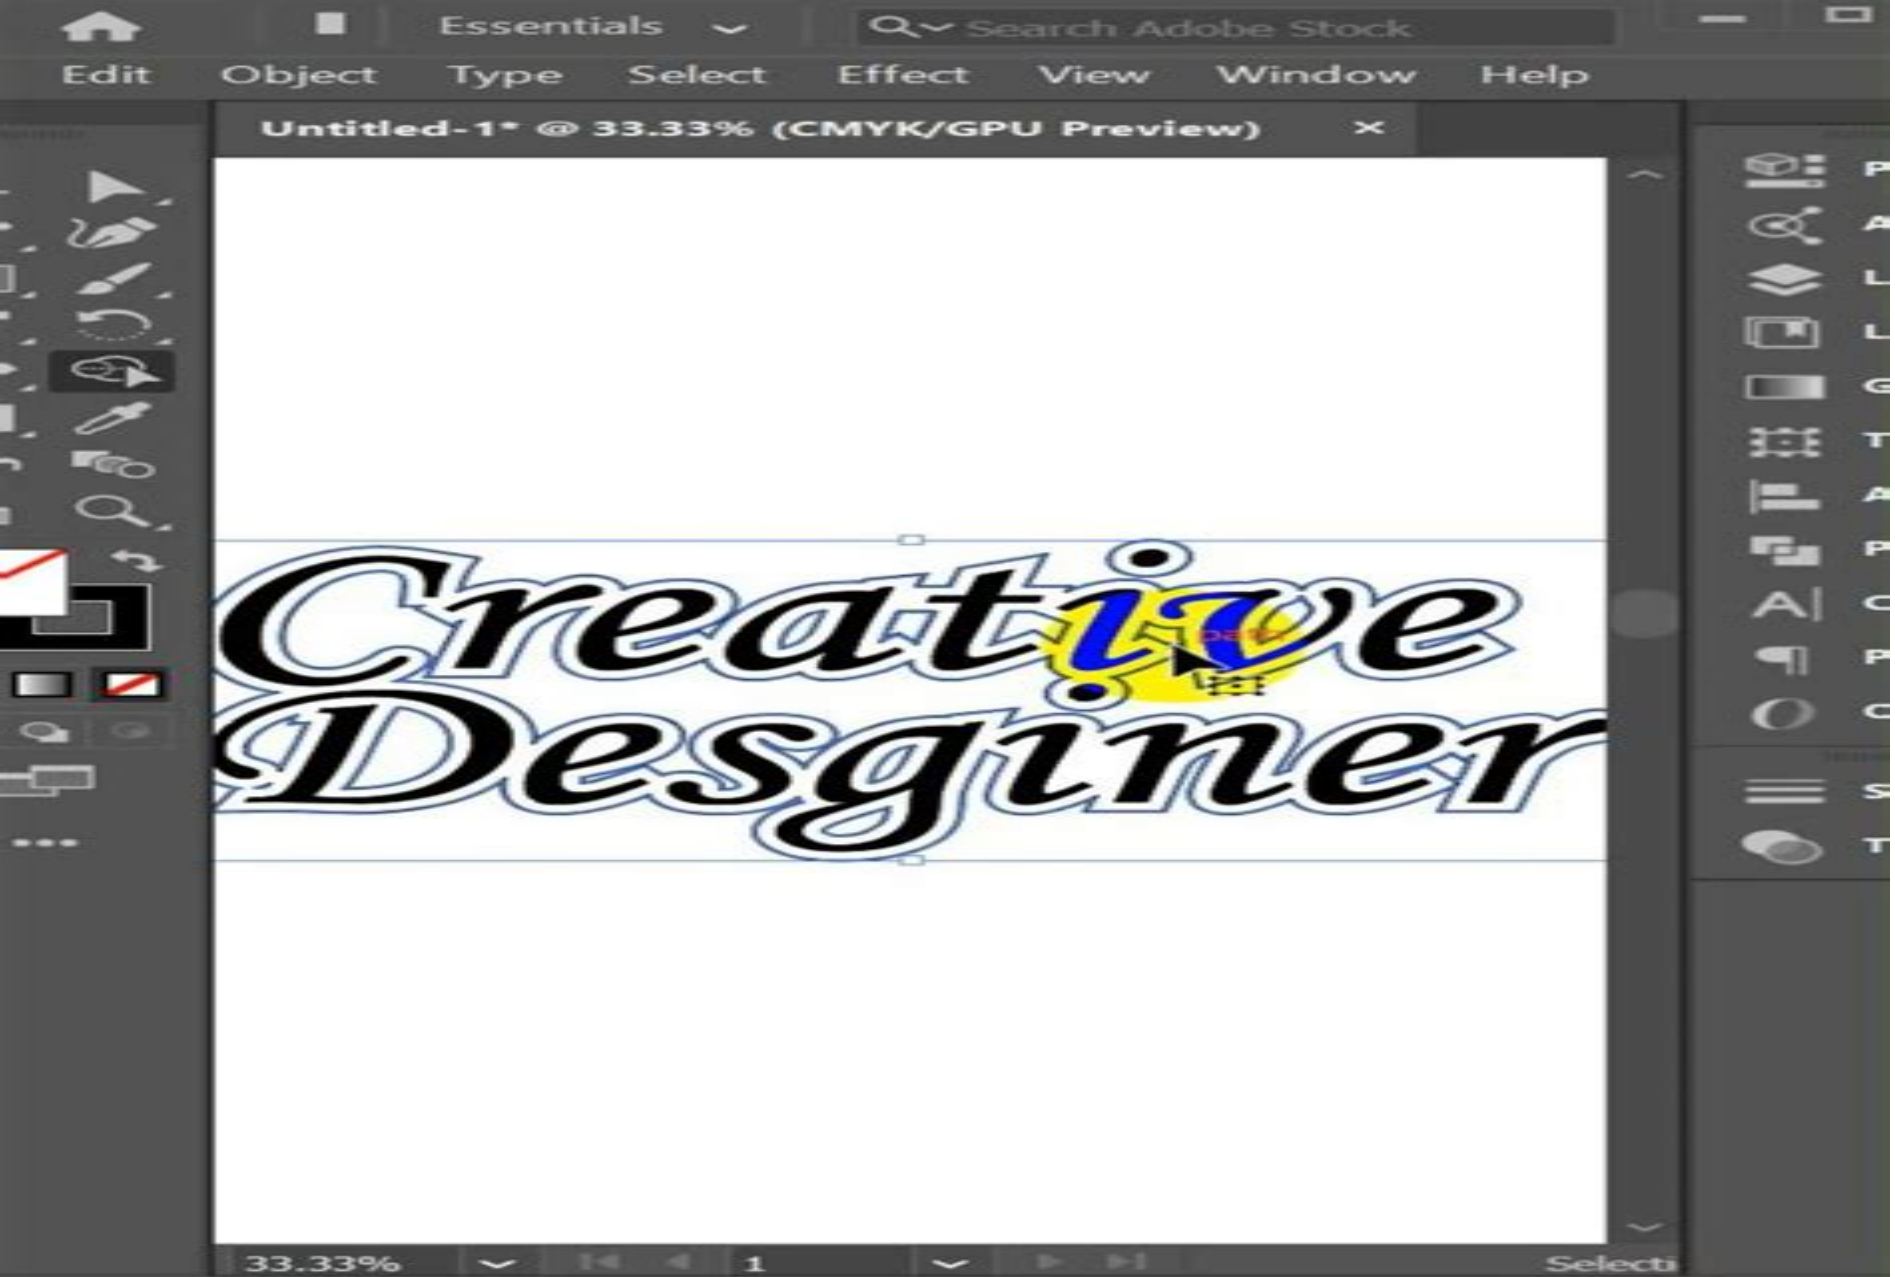 Essentials
Search Adobe Stock
Edit Object Type Select Effect View Window Help
Untitled-1* @ 33.33% (CMYK/GPU Preview) ×
Creative
Desginer
33.33% 1 Selecti